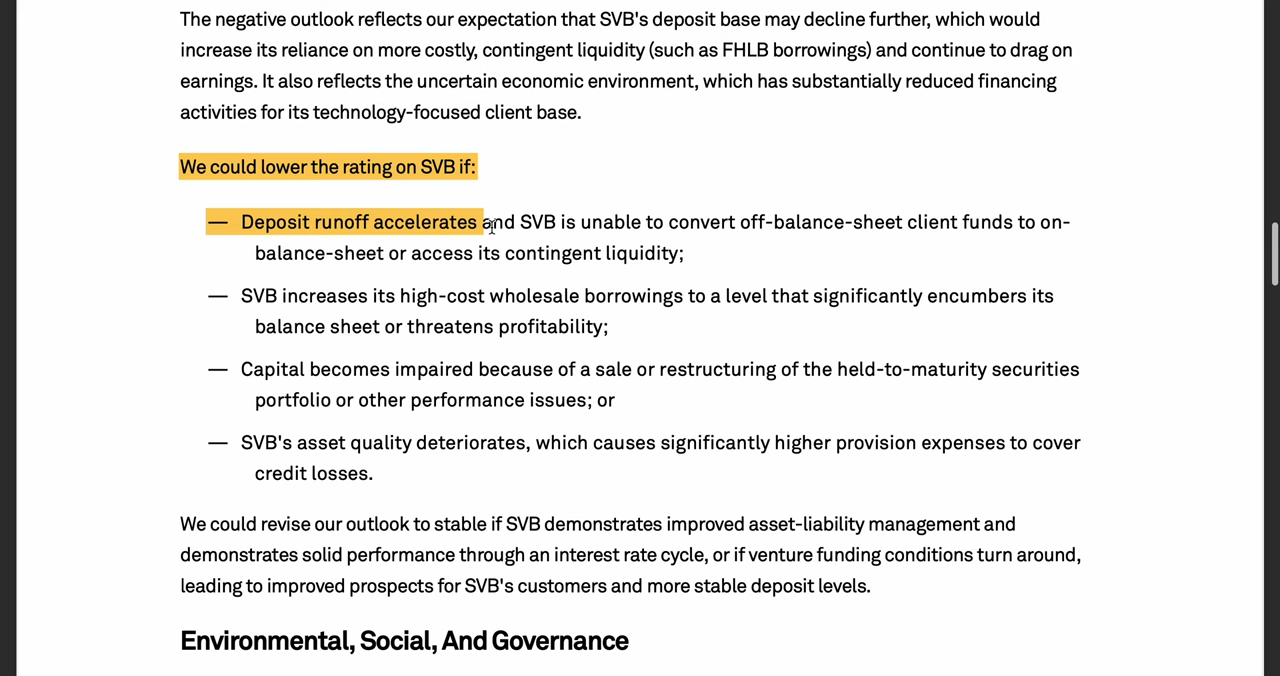 The negative outlook reflects our expectation that SVB's deposit base may decline further, which would
increase its reliance on more costly, contingent liquidity (such as FHLB borrowings) and continue to drag on
earnings. It also reflects the uncertain economic environment, which has substantially reduced financing
activities for its technology-focused client base.
We could lower the rating on SVB if:
— Deposit runoff accelerates and SVB is unable to convert off-balance-sheet client funds to on-
balance-sheet or access its contingent liquidity;
— SVB increases its high-cost wholesale borrowings to a level that significantly encumbers its
balance sheet or threatens profitability;
— Capital becomes impaired because of a sale or restructuring of the held-to-maturity securities
portfolio or other performance issues; or
— SVB's asset quality deteriorates, which causes significantly higher provision expenses to cover
credit losses.
We could revise our outlook to stable if SVB demonstrates improved asset-liability management and
demonstrates solid performance through an interest rate cycle, or if venture funding conditions turn around,
leading to improved prospects for SVB's customers and more stable deposit levels.
Environmental, Social, And Governance